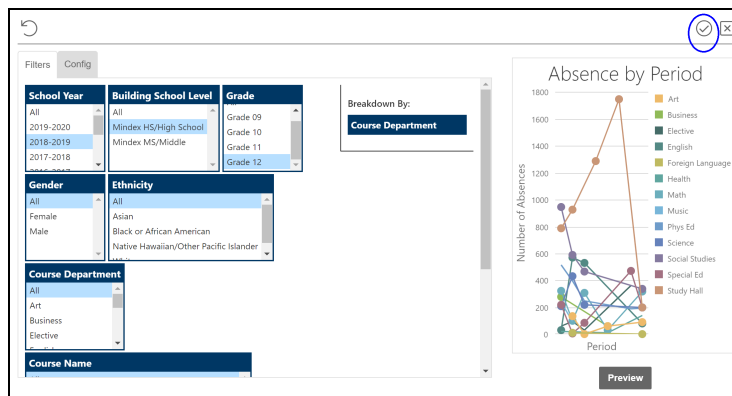 Filters
Config
School Year
All
2019-2020
2018-2019
2017-2018
Building School Level
All
Mindex HS/High School
Mindex MS/Middle
Grade
Grade 09
Grade 10
Grade 11
Grade 12
Breakdown By:
Course Department
Gender
All
Female
Male
Ethnicity
All
Asian
Black or African American
Native Hawaiian/Other Pacific Islander
Course Department
All
Art
Business
Elective
Course Name
Absence by Period
Number of Absences
1800
1600
1400
1200
1000
800
600
400
200
0
Period
Art
Business
Elective
English
Foreign Language
Health
Math
Music
Phys Ed
Science
Social Studies
Special Ed
Study Hall
Preview